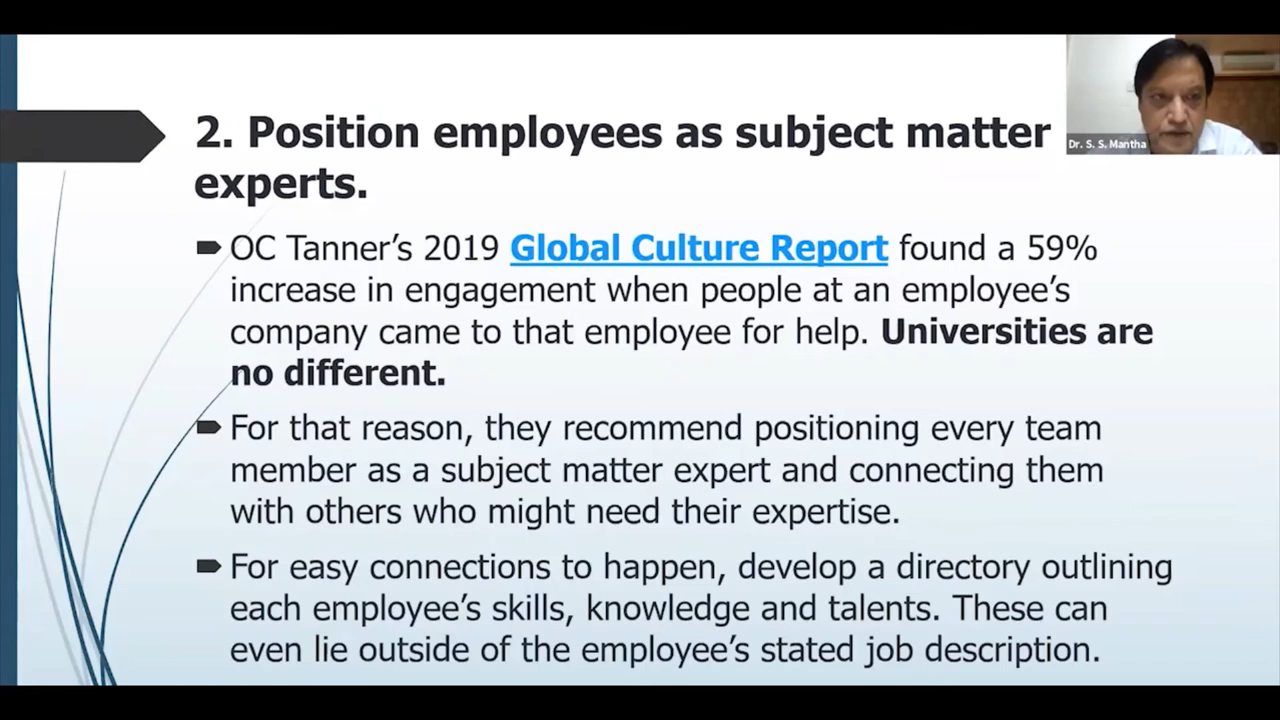 2. Position employees as subject matter
experts.
Dr. S. S. Mantha
OC Tanner’s 2019 Global Culture Report found a 59%
increase in engagement when people at an employee’s
company came to that employee for help. Universities are
no different.
For that reason, they recommend positioning every team
member as a subject matter expert and connecting them
with others who might need their expertise.
For easy connections to happen, develop a directory outlining
each employee’s skills, knowledge and talents. These can
even lie outside of the employee’s stated job description.